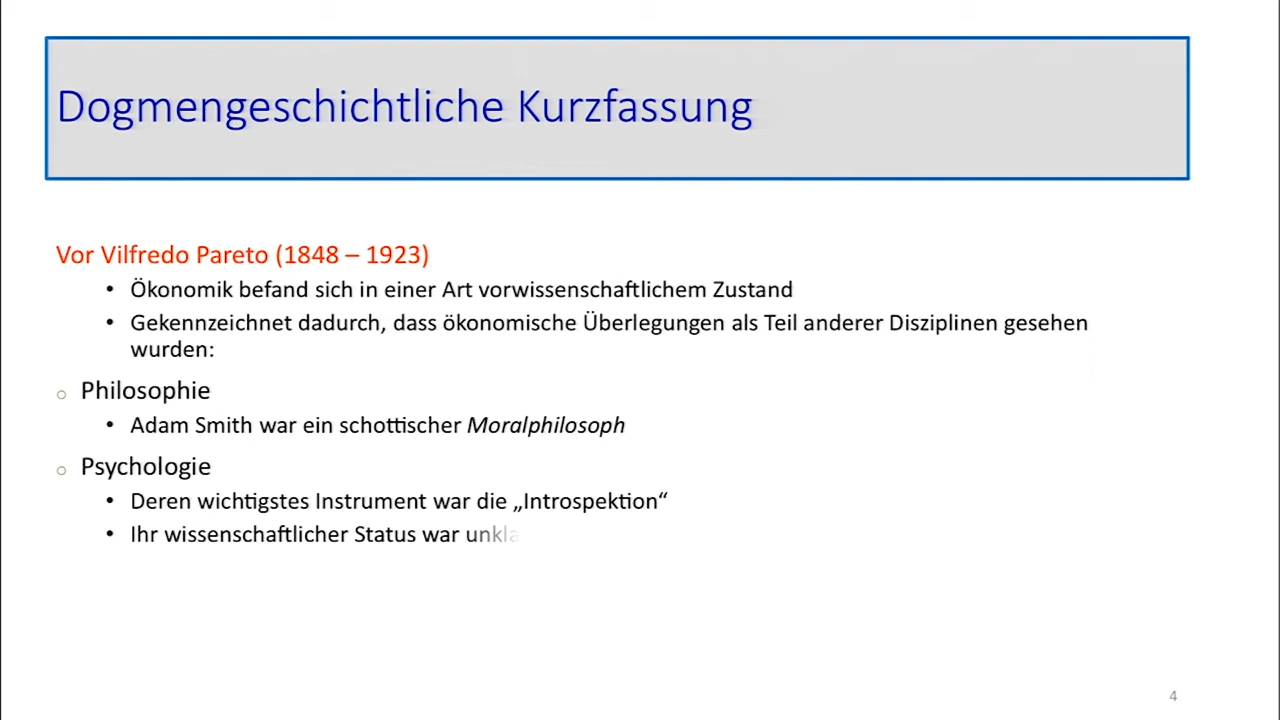 Dogmengeschichtliche Kurzfassung
Vor Vilfredo Pareto (1848 – 1923)
• Ökonomik befand sich in einer Art vorwissenschaftlichem Zustand
• Gekennzeichnet dadurch, dass ökonomische Überlegungen als Teil anderer Disziplinen gesehen
wurden:
○ Philosophie
• Adam Smith war ein schottischer Moralphilosoph
○ Psychologie
• Deren wichtigstes Instrument war die „Introspektion“
• Ihr wissenschaftlicher Status war
4